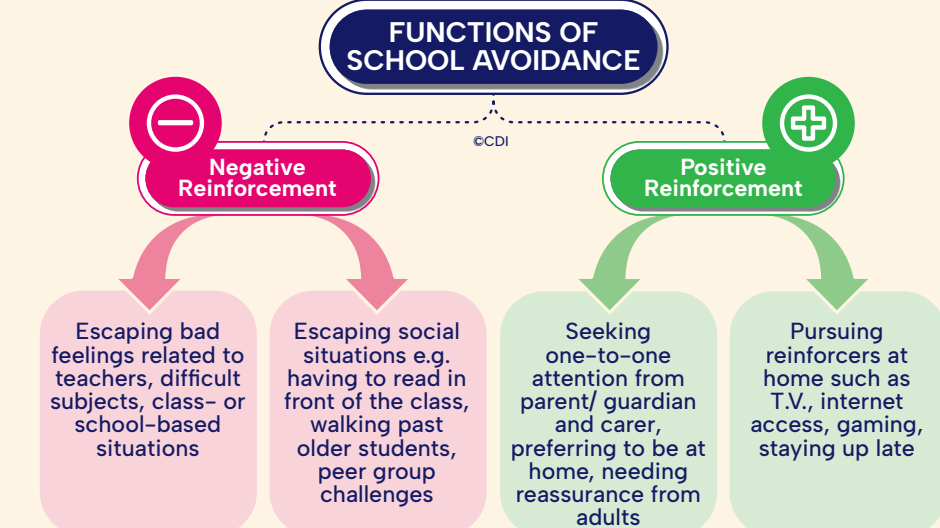 FUNCTIONS OF
SCHOOL AVOIDANCE
©CDI
Negative
Reinforcement
Positive
Reinforcement
Escaping bad
feelings related to
teachers, difficult
subjects, class- or
school-based
situations
Escaping social
situations e.g.
having to read in
front of the class,
walking past
older students,
peer group
challenges
Seeking
one-to-one
attention from
parent/ guardian
and carer,
preferring to be at
home, needing
reassurance from
adults
Pursuing
reinforcers at
home such as
T.V., internet
access, gaming,
staying up late